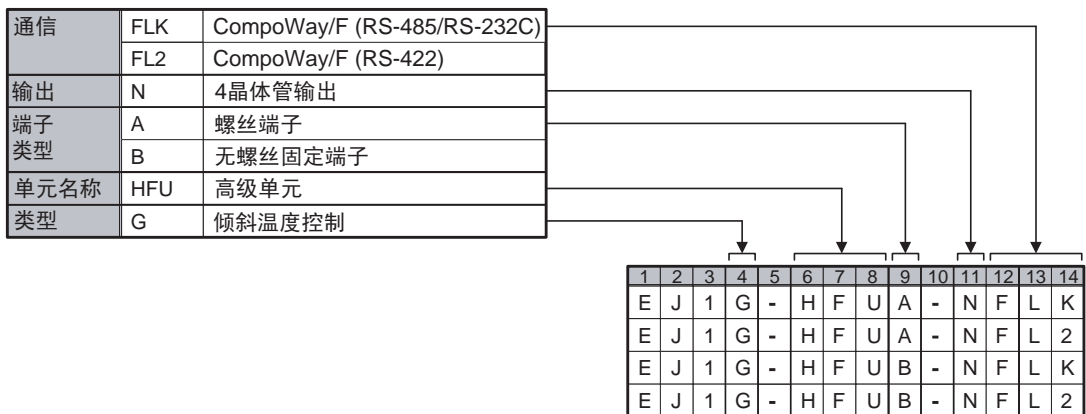 通信 FLK CompoWay/F (RS-485/RS-232C)
FL2 CompoWay/F (RS-422)
输出 N 4晶体管输出
端子类型 A 螺丝端子
B 无螺丝固定端子
单元名称 HFU 高级单元
类型 G 倾斜温度控制
1 2 3 4 5 6 7 8 9 10 11 12 13 14
E J 1 G - H F U A - N F L K
E J 1 G - H F U A - N F L 2
E J 1 G - H F U B - N F L K
E J 1 G - H F U B - N F L 2